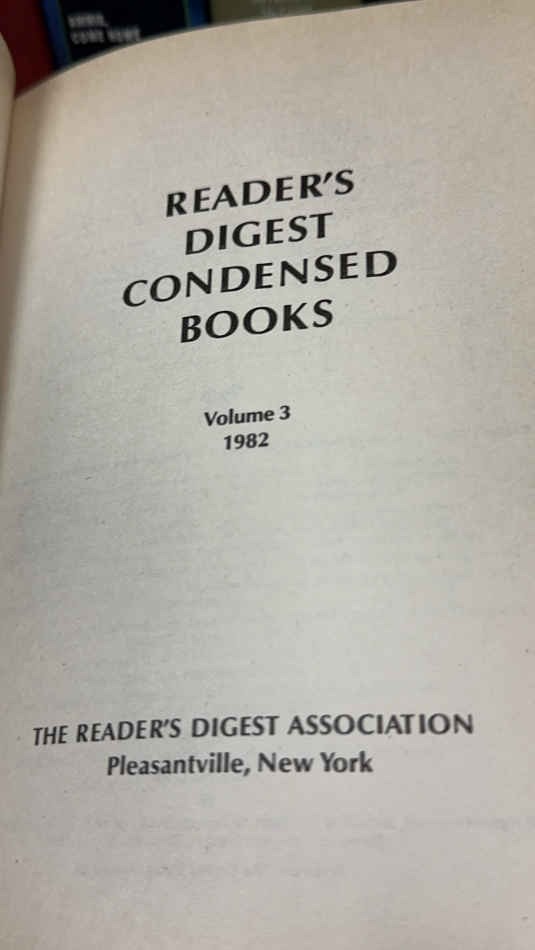 READER'S
DIGEST
CONDENSED
BOOKS
Volume 3
1982
THE READER'S DIGEST ASSOCIATION
Pleasantville, New York